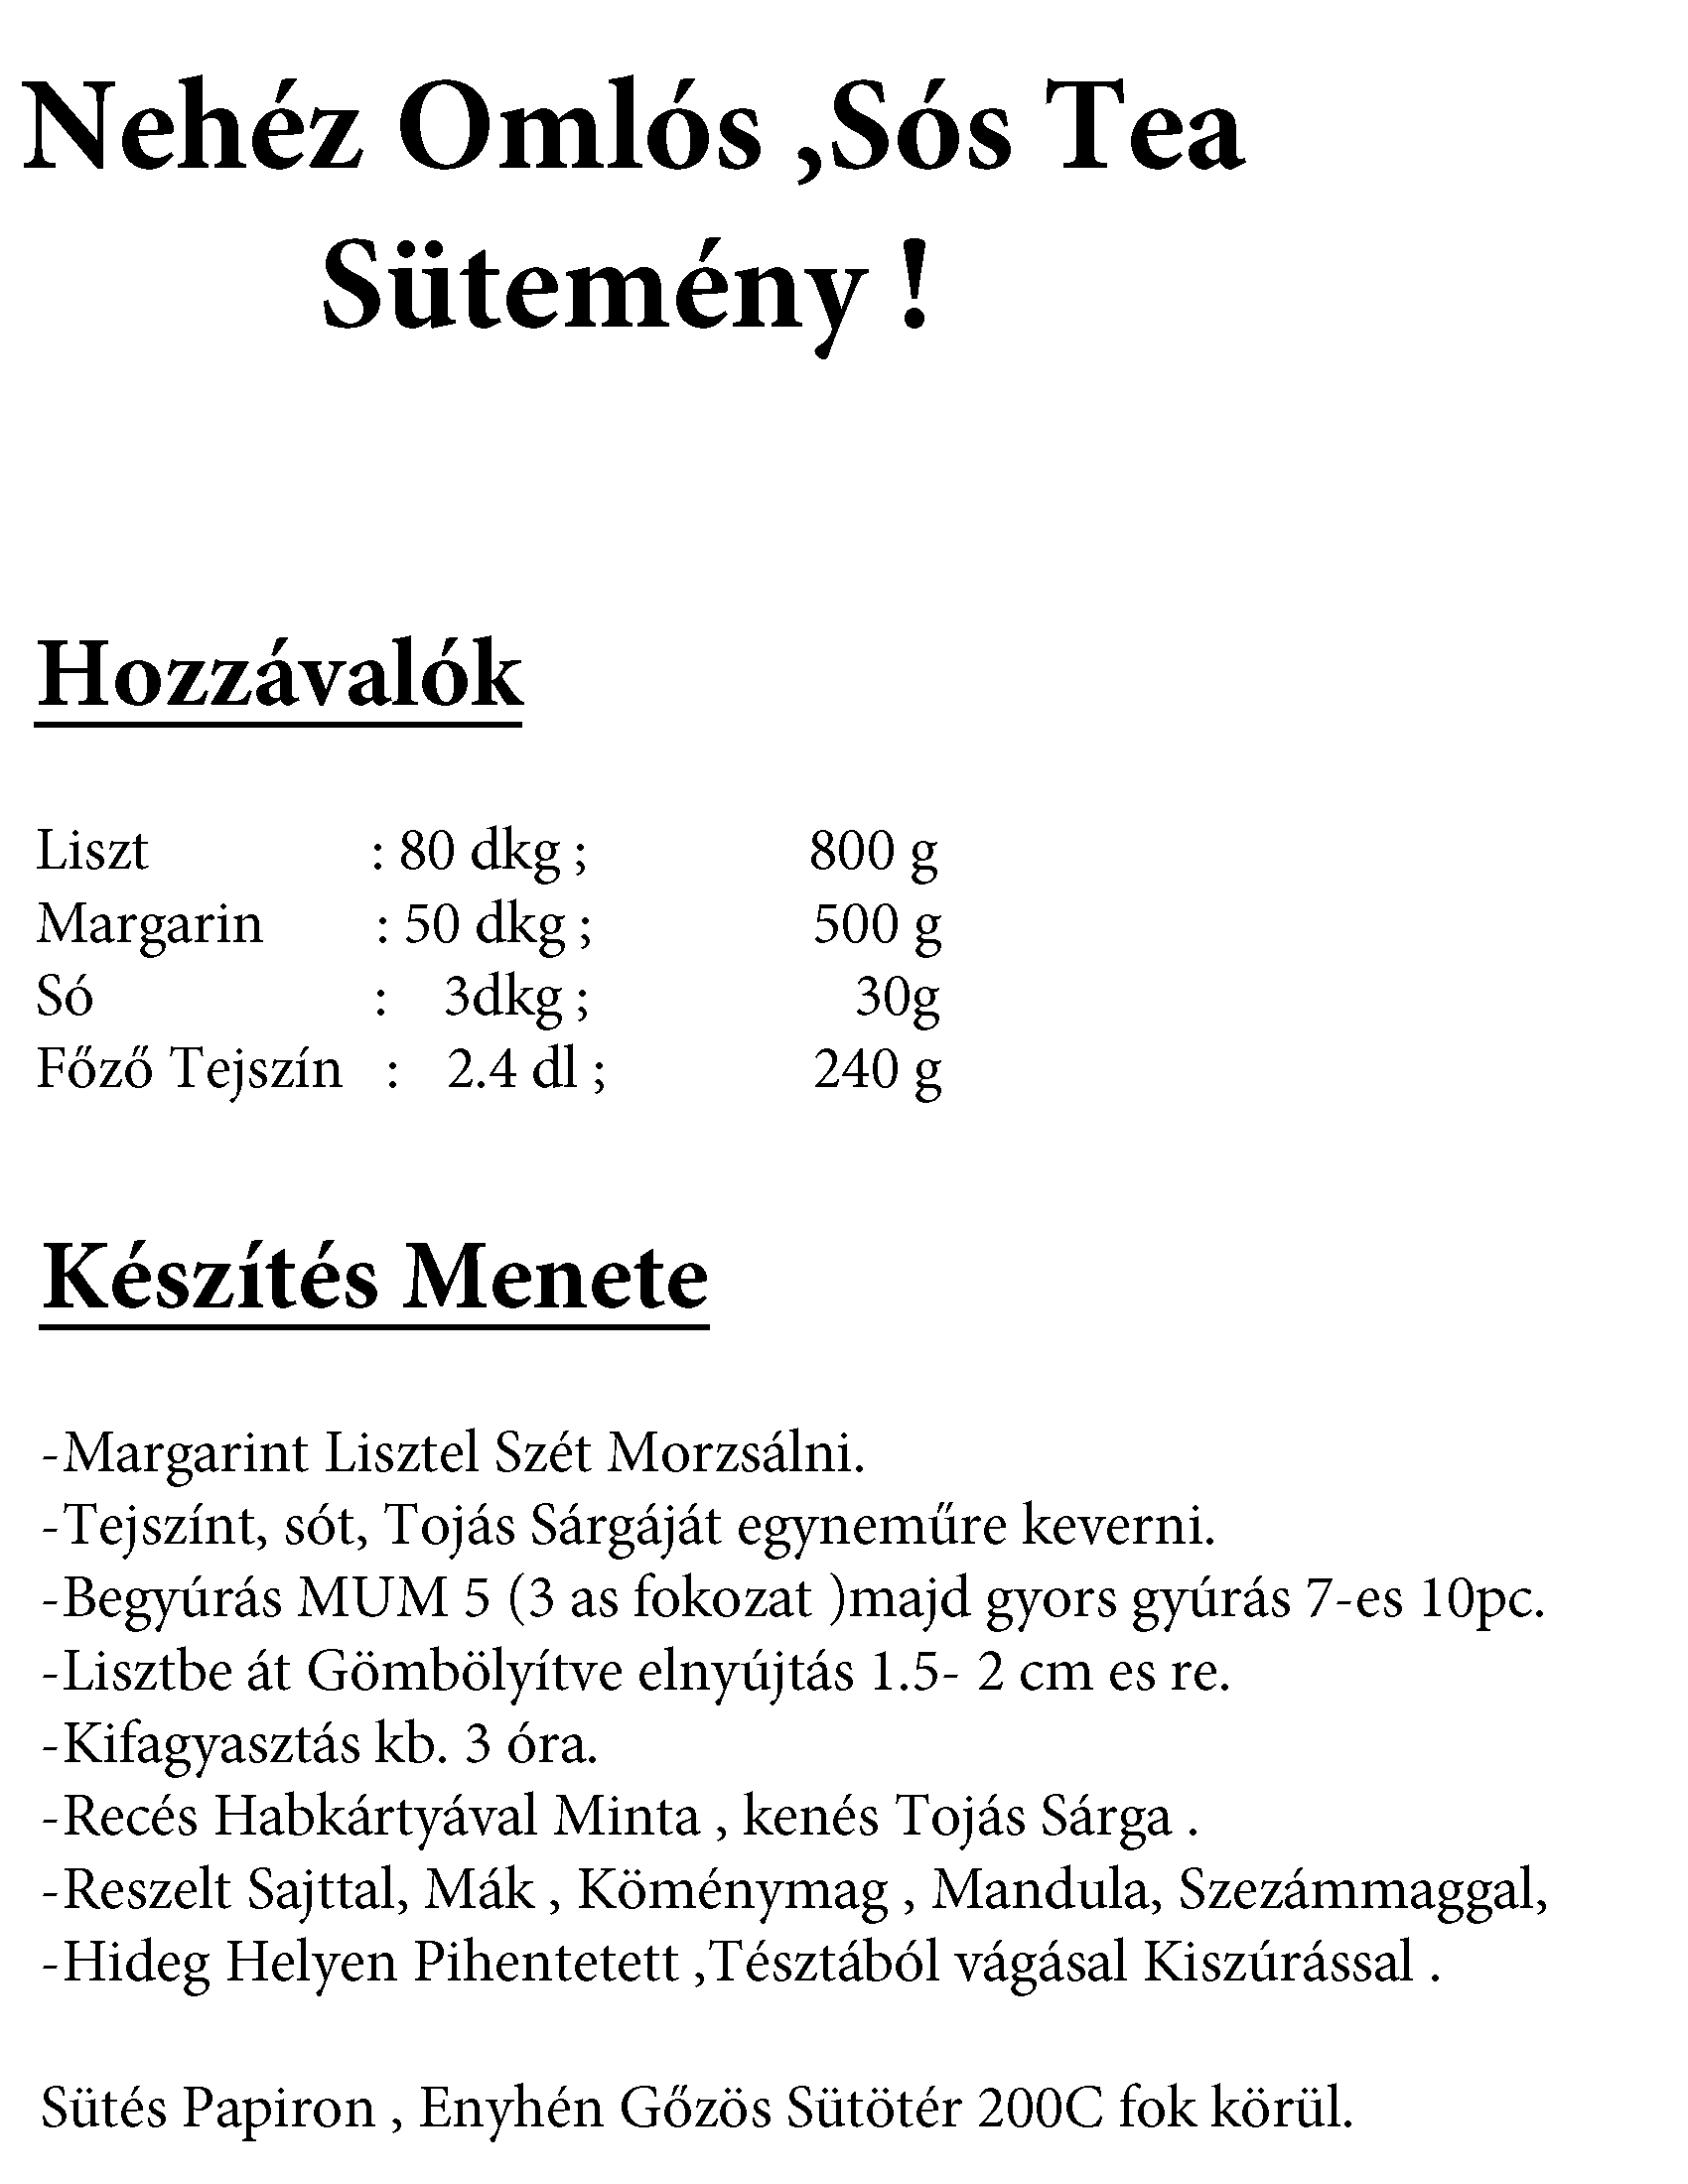 Nehéz Omlós ,Sós Tea
Sütemény !
Hozzávalók
Liszt : 80 dkg ; 800 g
Margarin : 50 dkg ; 500 g
Só : 3dkg ; 30g
Főző Tejszín : 2.4 dl ; 240 g
Készítés Menete
-Margarint Lisztel Szét Morzsálni.
-Tejszínt, sót, Tojás Sárgáját egyneműre keverni.
-Begyúrás MUM 5 (3 as fokozat )majd gyors gyúrás 7-es 10pc.
-Lisztbe át Gömbölyítve elnyújtás 1.5- 2 cm es re.
-Kifagyasztás kb. 3 óra.
-Recés Habkártyával Minta , kenés Tojás Sárga .
-Reszelt Sajttal, Mák , Köménymag , Mandula, Szezámmaggal,
-Hideg Helyen Pihentetett ,Tésztából vágásal Kiszúrással .
Sütés Papiron , Enyhén Gőzös Sütötér 200C fok körül.